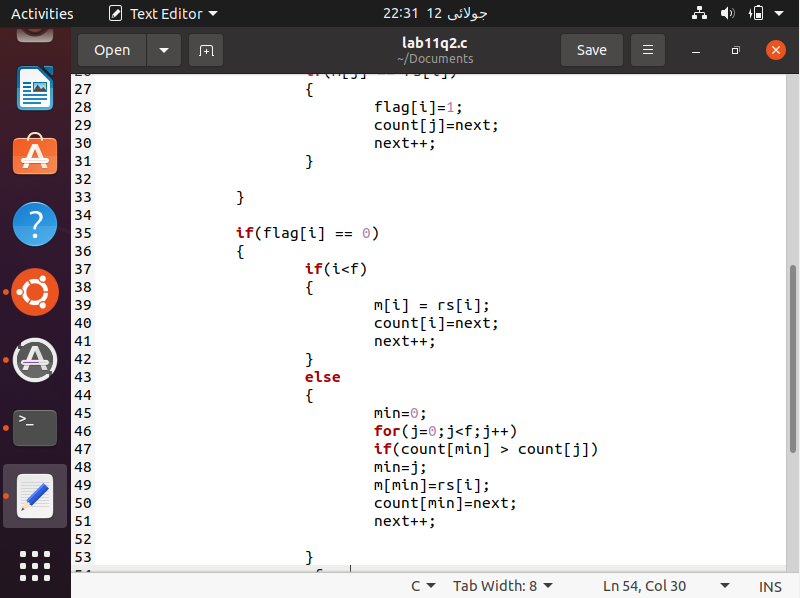 Activities Text Editor 22:31 12 جولائی
Open lab11q2.c Save
~/Documents
27 {
28 flag[i]=1;
29 count[j]=next;
30 next++;
31 }
32
33 }
34
35 if(flag[i] == 0)
36 {
37 if(i<f)
38 {
39 m[i] = rs[i];
40 count[i]=next;
41 next++;
42 }
43 else
44 {
45 min=0;
46 for(j=0;j<f;j++)
47 if(count[min] > count[j])
48 min=j;
49 m[min]=rs[i];
50 count[min]=next;
51 next++;
52
53 }
C Tab Width: 8 Ln 54, Col 30 INS